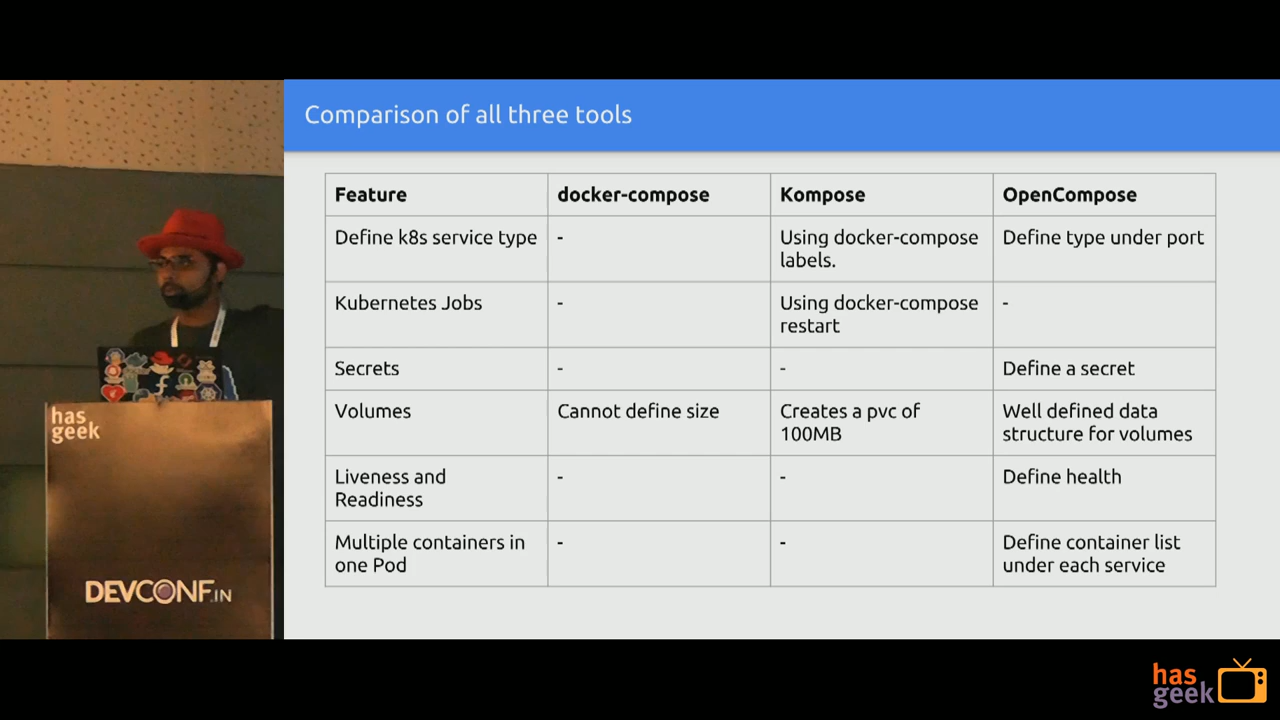 Comparison of all three tools
Feature docker-compose Kompose OpenCompose
Define k8s service type - Using docker-compose labels. Define type under port
Kubernetes Jobs - Using docker-compose restart -
Secrets - - Define a secret
Volumes Cannot define size Creates a pvc of 100MB Well defined data structure for volumes
Liveness and Readiness - - Define health
Multiple containers in one Pod - - Define container list under each service
has
geek
DEVCONF.IN
has
geek